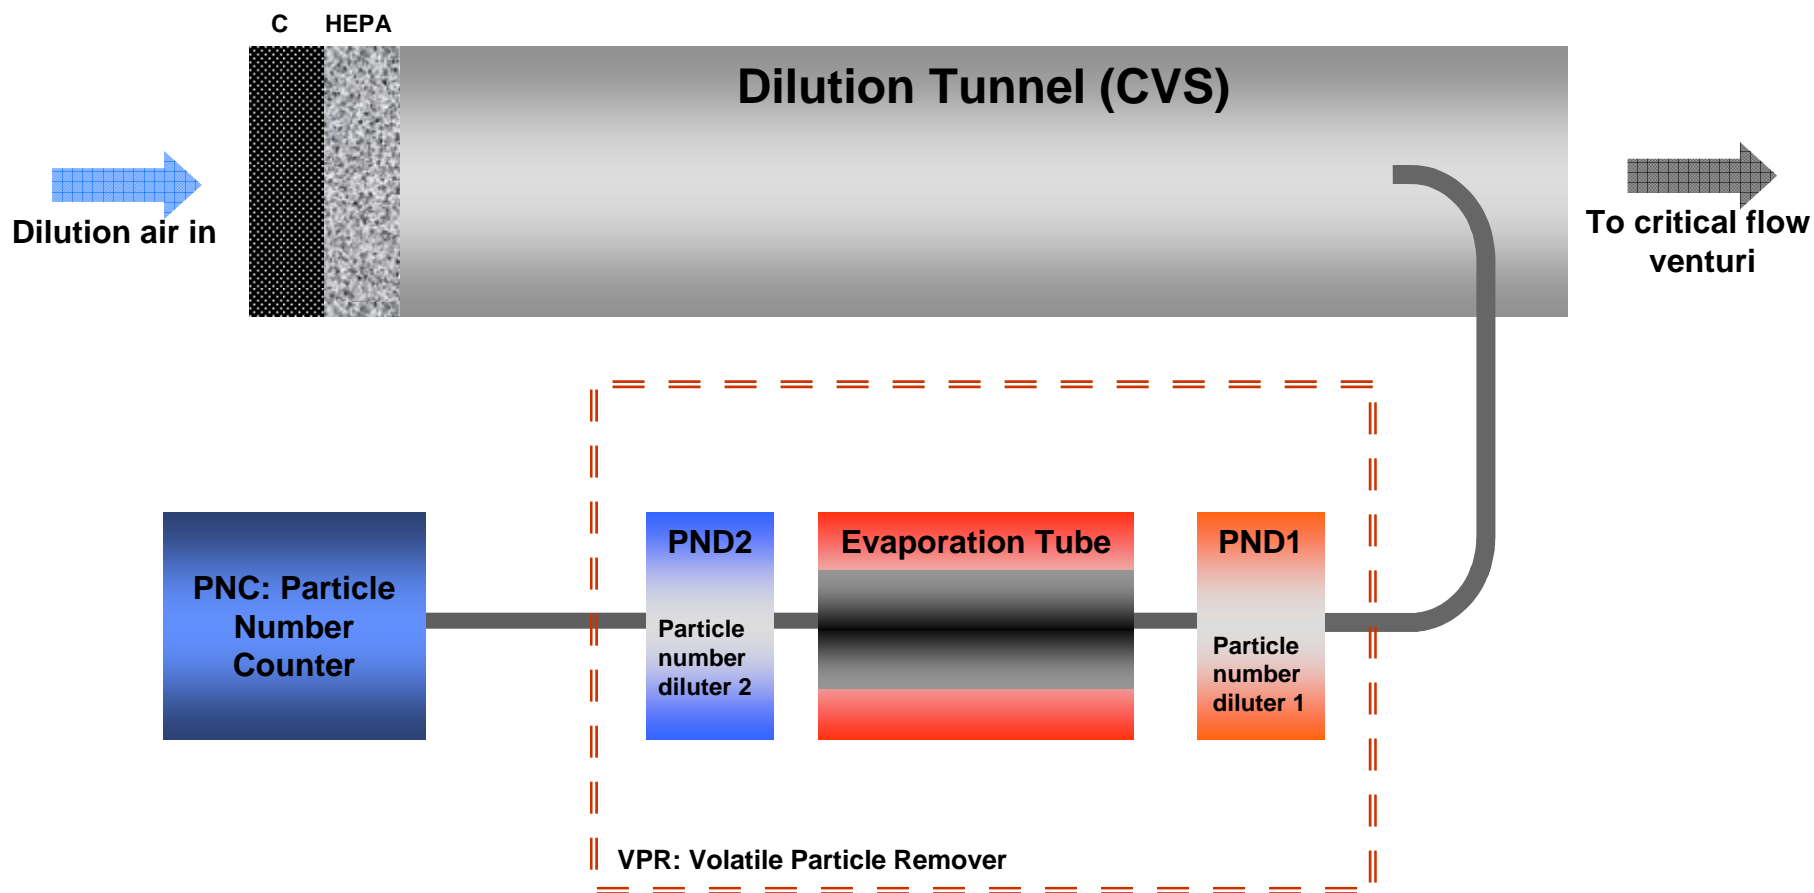 C HEPA
Dilution Tunnel (CVS)
Dilution air in
To critical flow
venturi
PNC: Particle
Number
Counter
PND2
Particle
number
diluter 2
Evaporation Tube
PND1
Particle
number
diluter 1
VPR: Volatile Particle Remover